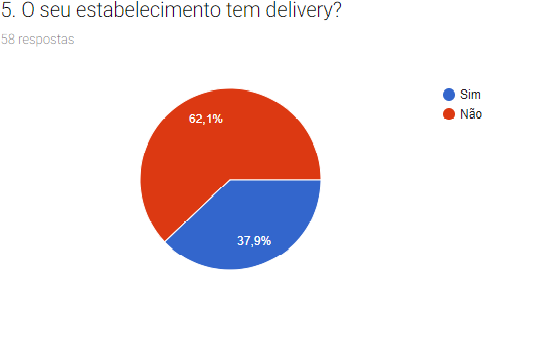 5. O seu estabelecimento tem delivery?
58 respostas
Sim
Não
62,1%
37,9%